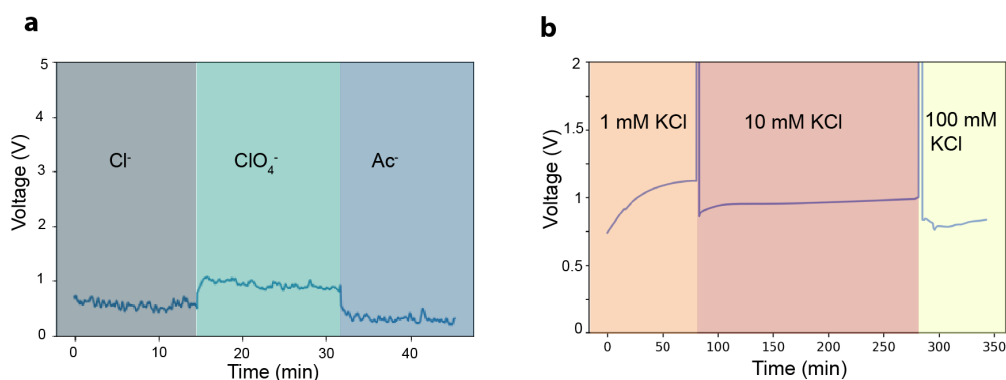 a
Voltage (V)
5
4
3
2
1
0
Cl-
ClO4-
Ac-
0
10
20
30
40
Time (min)
b
Voltage (V)
2
1.5
1
0.5
0
1 mM KCl
10 mM KCl
100 mM
KCl
0
50
100
150
200
250
300
350
Time (min)